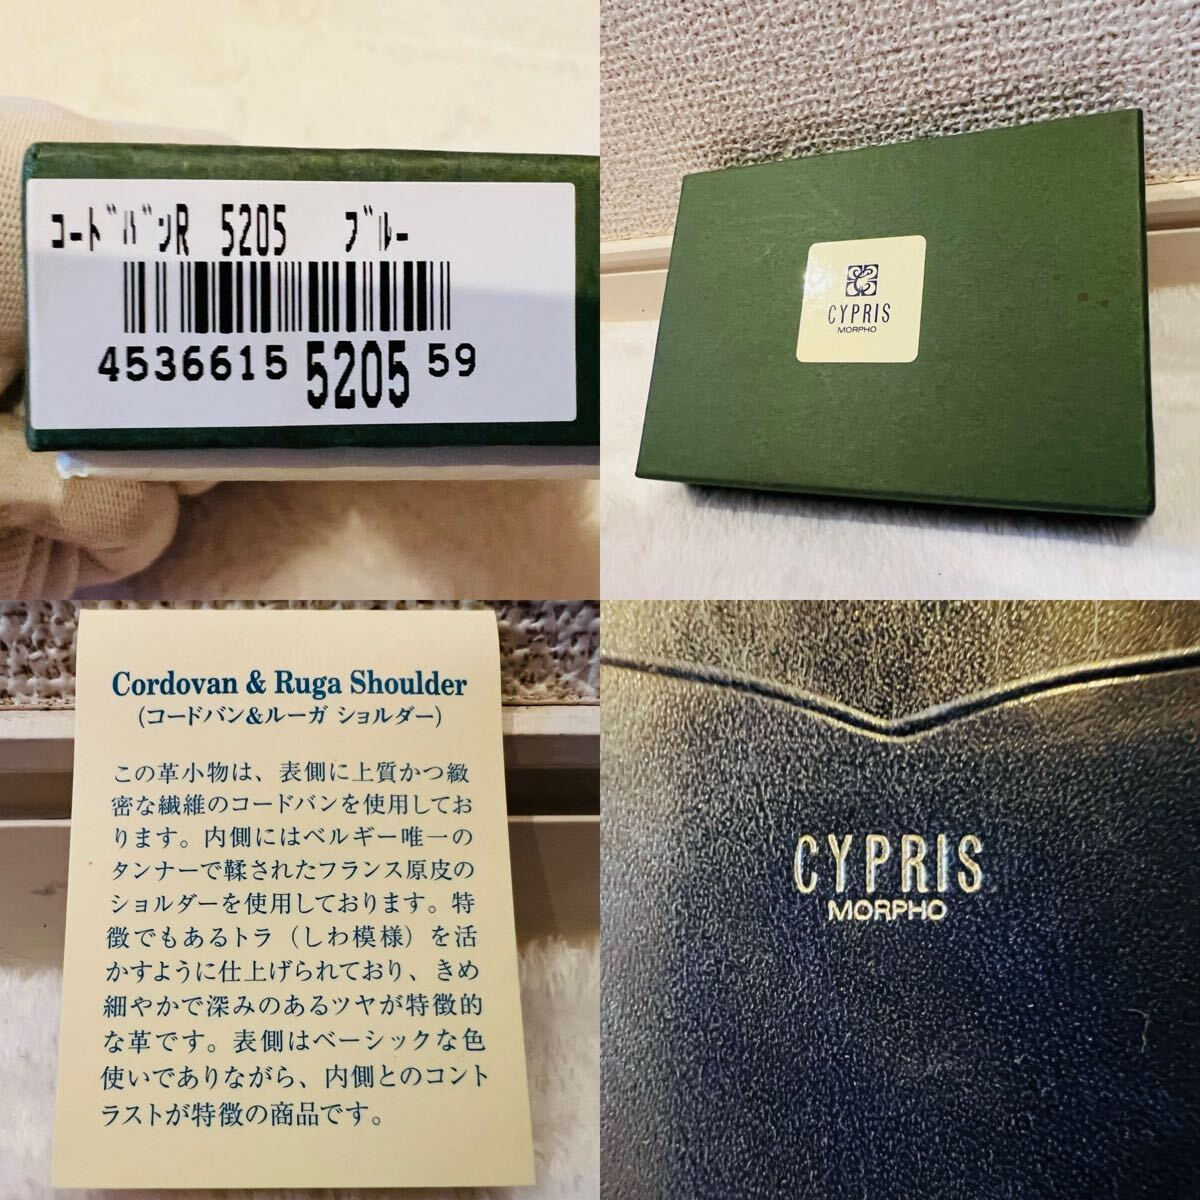 ｺｰﾄﾞﾊﾞﾝR 5205 ﾌﾞﾙｰ
4536615 5205 59
CYPRIS
MORPHO
Cordovan & Ruga Shoulder
(コードバン&ルーガ ショルダー)
この革小物は、表側に上質かつ緻
密な繊維のコードバンを使用してお
ります。内側にはベルギー唯一の
タンナーで鞣されたフランス原皮の
ショルダーを使用しております。特
徴でもあるトラ（しわ模様）を活
かすように仕上げられており、きめ
細やかで深みのあるツヤが特徴的
な革です。表側はベーシックな色
使いでありながら、内側とのコント
ラストが特徴の商品です。
CYPRIS
MORPHO